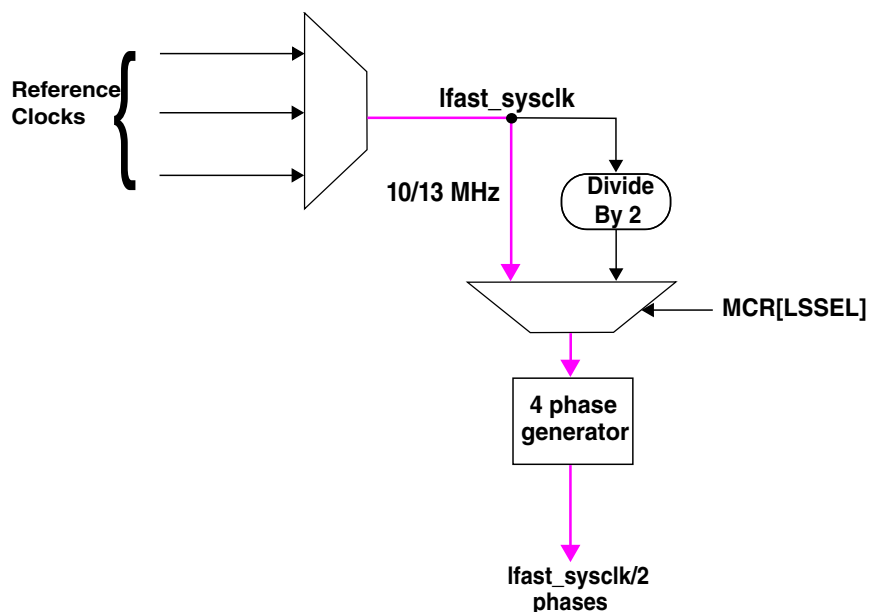 Reference
Clocks
lfast_sysclk
10/13 MHz
Divide
By 2
MCR[LSSEL]
4 phase
generator
lfast_sysclk/2
phases